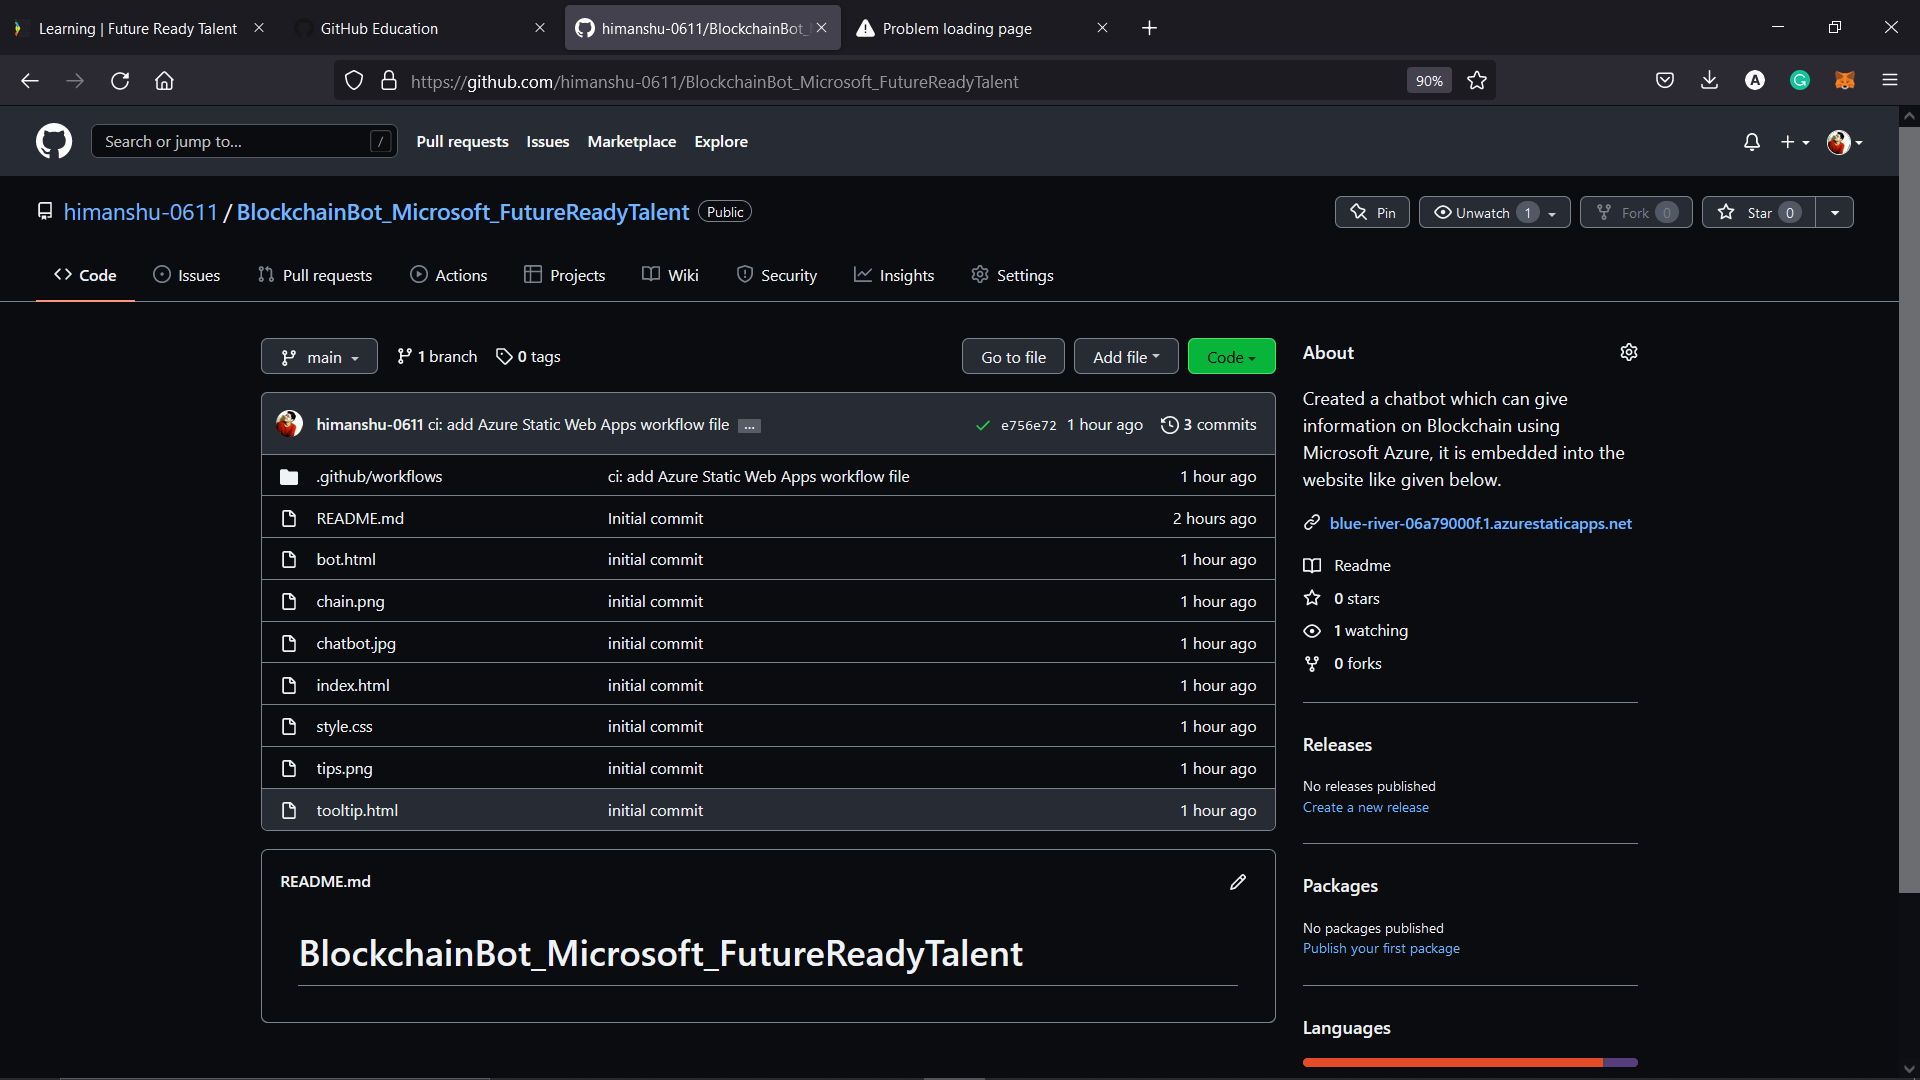 Learning | Future Ready Talent
GitHub Education
himanshu-0611/BlockchainBot_
Problem loading page
https://github.com/himanshu-0611/BlockchainBot_Microsoft_FutureReadyTalent
90%
Search or jump to...
/
Pull requests
Issues
Marketplace
Explore
himanshu-0611 / BlockchainBot_Microsoft_FutureReadyTalent
Public
Pin
Unwatch 1
Fork 0
Star 0
Code
Issues
Pull requests
Actions
Projects
Wiki
Security
Insights
Settings
main
1 branch
0 tags
Go to file
Add file
Code
himanshu-0611 ci: add Azure Static Web Apps workflow file ...
e756e72 1 hour ago
3 commits
.github/workflows ci: add Azure Static Web Apps workflow file 1 hour ago
README.md Initial commit 2 hours ago
bot.html initial commit 1 hour ago
chain.png initial commit 1 hour ago
chatbot.jpg initial commit 1 hour ago
index.html initial commit 1 hour ago
style.css initial commit 1 hour ago
tips.png initial commit 1 hour ago
tooltip.html initial commit 1 hour ago
README.md
BlockchainBot_Microsoft_FutureReadyTalent
About
Created a chatbot which can give
information on Blockchain using
Microsoft Azure, it is embedded into the
website like given below.
blue-river-06a79000f.1.azurestaticapps.net
Readme
0 stars
1 watching
0 forks
Releases
No releases published
Create a new release
Packages
No packages published
Publish your first package
Languages